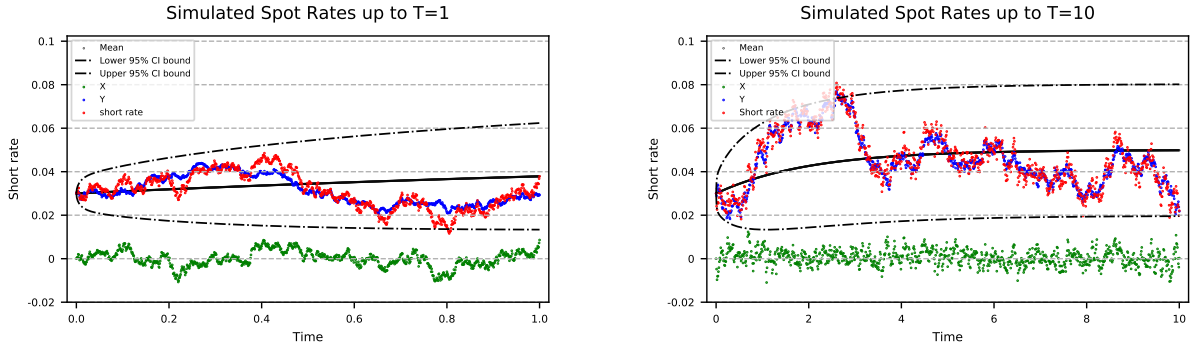 Simulated Spot Rates up to T=1
0.1
0.08
0.06
0.04
0.02
0
-0.02
Short rate
Mean
Lower 95% CI bound
Upper 95% CI bound
X
Y
short rate
0.0 0.2 0.4 0.6 0.8 1.0
Time
Simulated Spot Rates up to T=10
0.1
0.08
0.06
0.04
0.02
0
-0.02
Short rate
Mean
Lower 95% CI bound
Upper 95% CI bound
X
Y
Short rate
0 2 4 6 8 10
Time